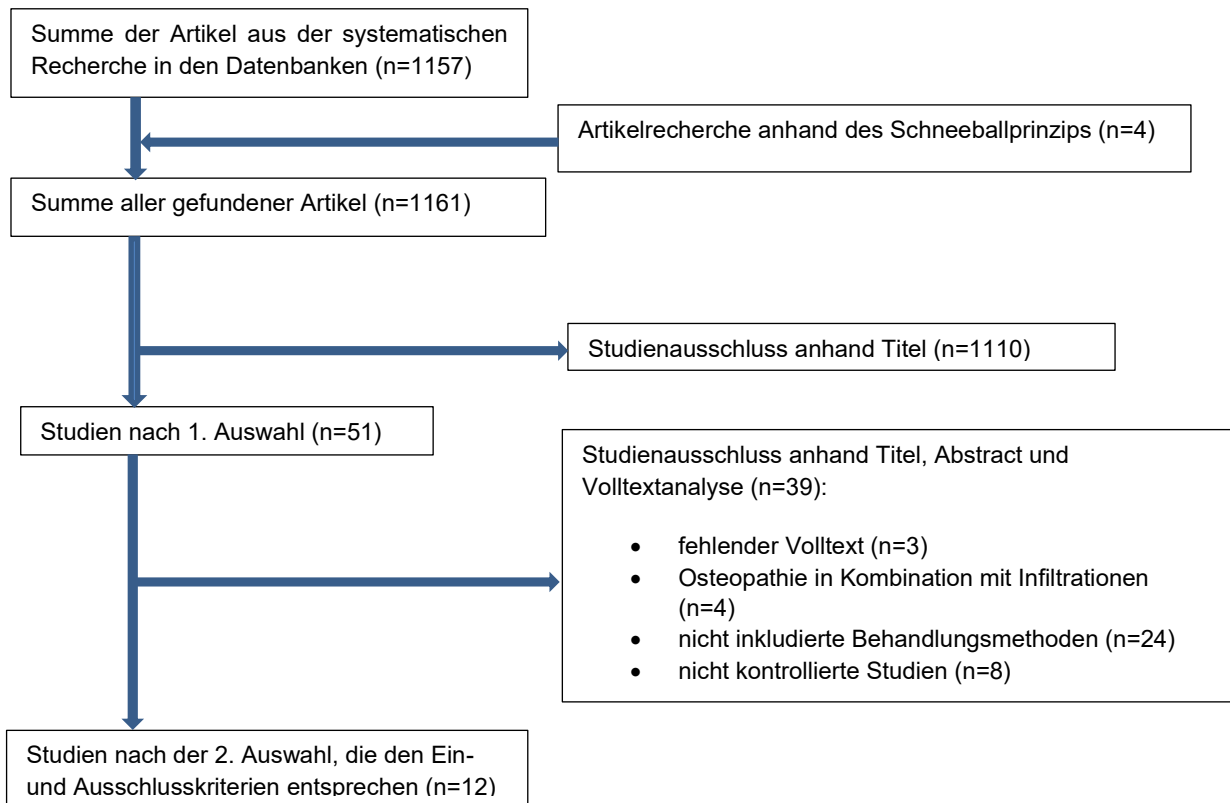 Summe der Artikel aus der systematischen
Recherche in den Datenbanken (n=1157)
Artikelrecherche anhand des Schneeballprinzips (n=4)
Summe aller gefundener Artikel (n=1161)
Studienausschluss anhand Titel (n=1110)
Studien nach 1. Auswahl (n=51)
Studienausschluss anhand Titel, Abstract und
Volltextanalyse (n=39):
• fehlender Volltext (n=3)
• Osteopathie in Kombination mit Infiltrationen
(n=4)
• nicht inkludierte Behandlungsmethoden (n=24)
• nicht kontrollierte Studien (n=8)
Studien nach der 2. Auswahl, die den Ein-
und Ausschlusskriterien entsprechen (n=12)